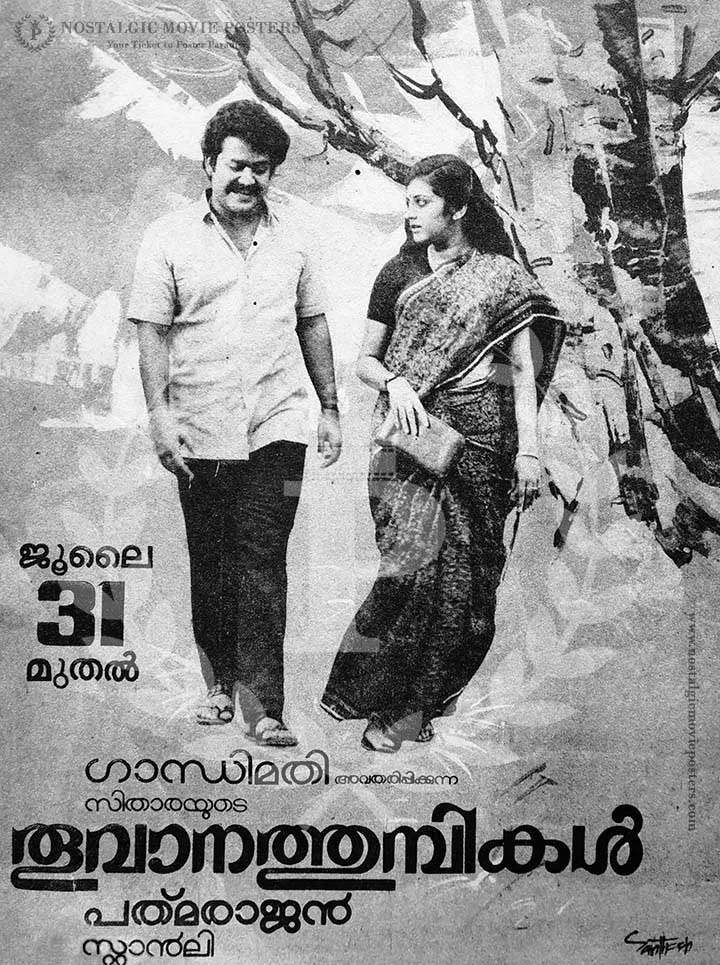 NOSTALGIC MOVIE POSTERS
Your Ticket to Poster Paradise
ജൂലൈ
31
മുതൽ
ഗാന്ധിമതി അവതരിപ്പിക്കുന്ന
സിതാരയുടെ
തൂവാനത്തുമ്പികൾ
പത്മരാജൻ
സ്റ്റാൻലി
Santhosh
www.nostalgicmovieposters.com